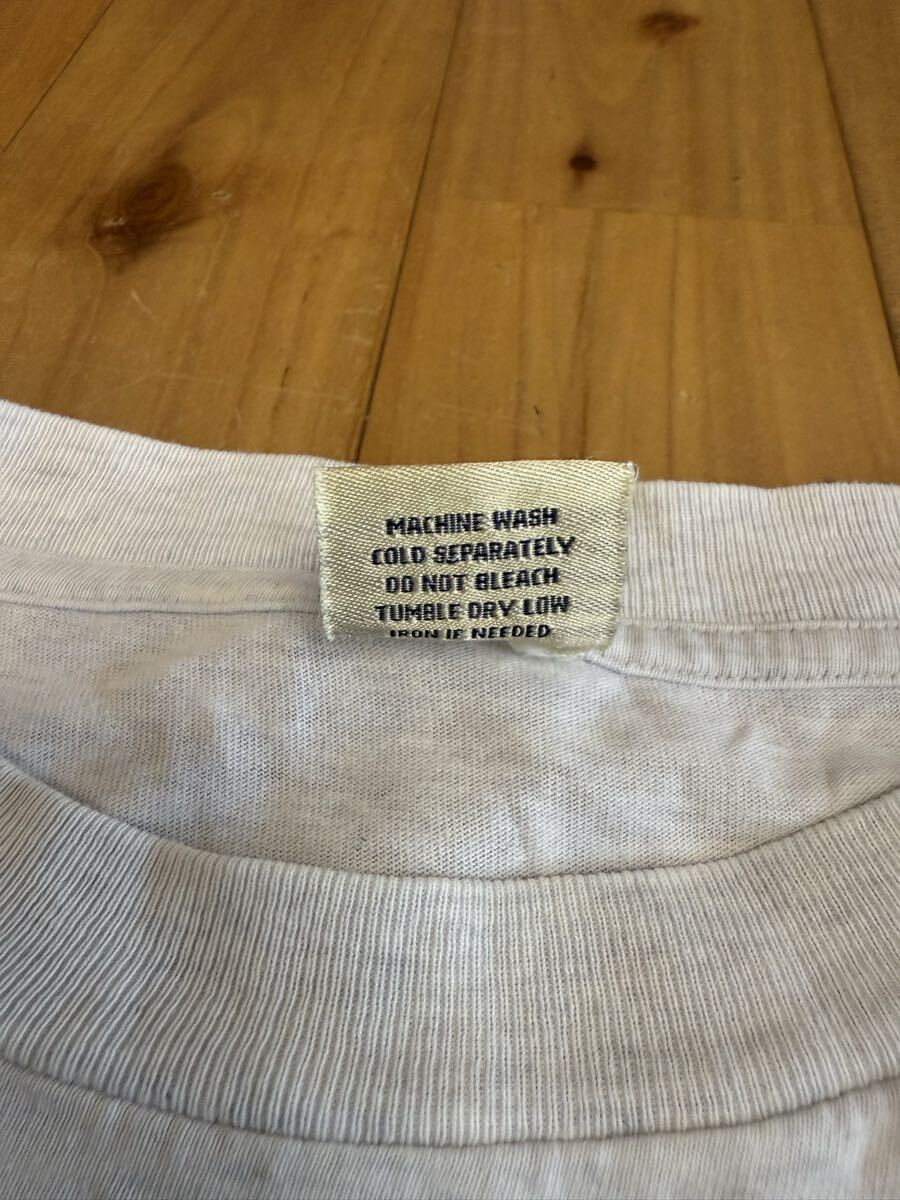 MACHINE WASH
COLD SEPARATELY
DO NOT BLEACH
TUMBLE DRY LOW
IRON IF NEEDED